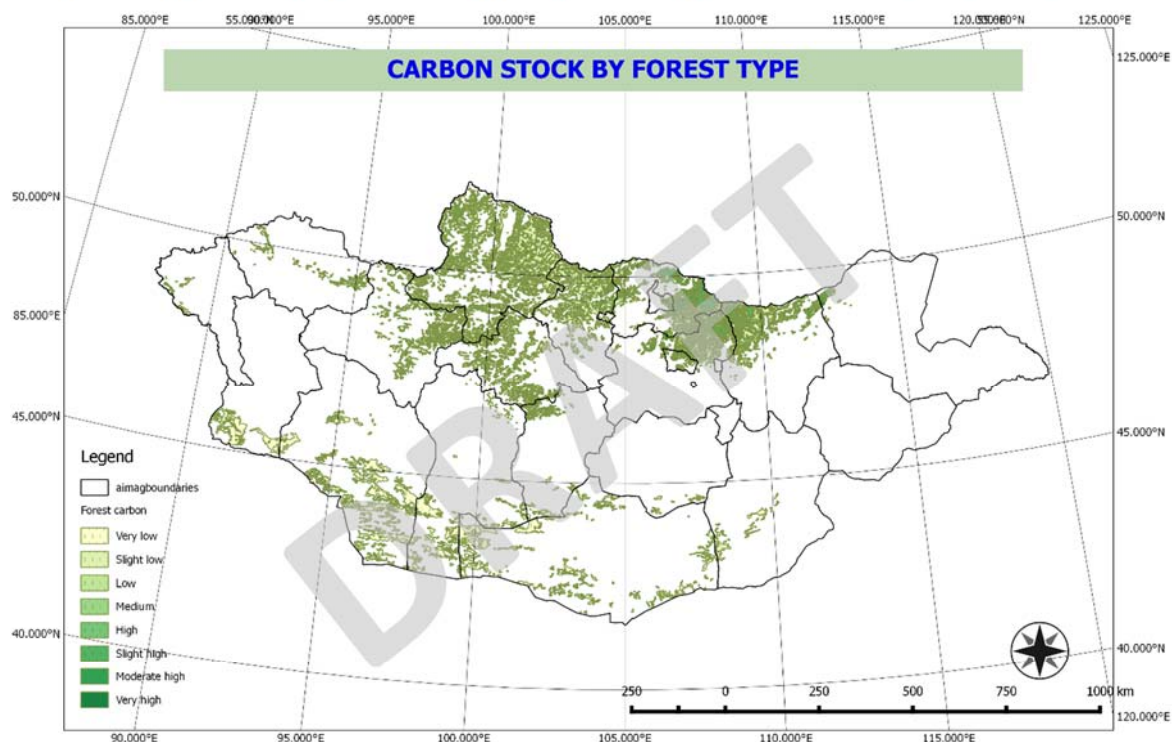 85.000°E 55.000°N 90.000°E 95.000°E 100.000°E 105.000°E 110.000°E 115.000°E 120.000°E 55.000°N 125.000°E
125.000°E
CARBON STOCK BY FOREST TYPE
50.000°N
50.000°N
85.000°E
45.000°N
45.000°N
DRAFT
Legend
aimagboundaries
Forest carbon
Very low
Slight low
Low
Medium
High
Slight high
Moderate high
Very high
40.000°N
40.000°N
250 0 250 500 750 1000 km
120.000°E
90.000°E 95.000°E 100.000°E 105.000°E 110.000°E 115.000°E